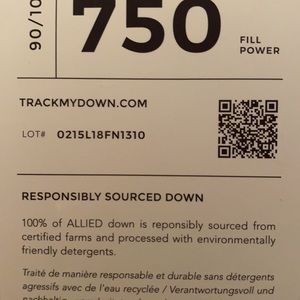 90/10
750
FILL
POWER
TRACKMYDOWN.COM
LOT# 0215L18FN1310
RESPONSIBLY SOURCED DOWN
100% of ALLIED down is reponsibly sourced from
certified farms and processed with environmentally
friendly detergents.
Traité de manière responsable et durable sans détergents
agressifs avec de l'eau recyclée / Verantwortungsvoll und